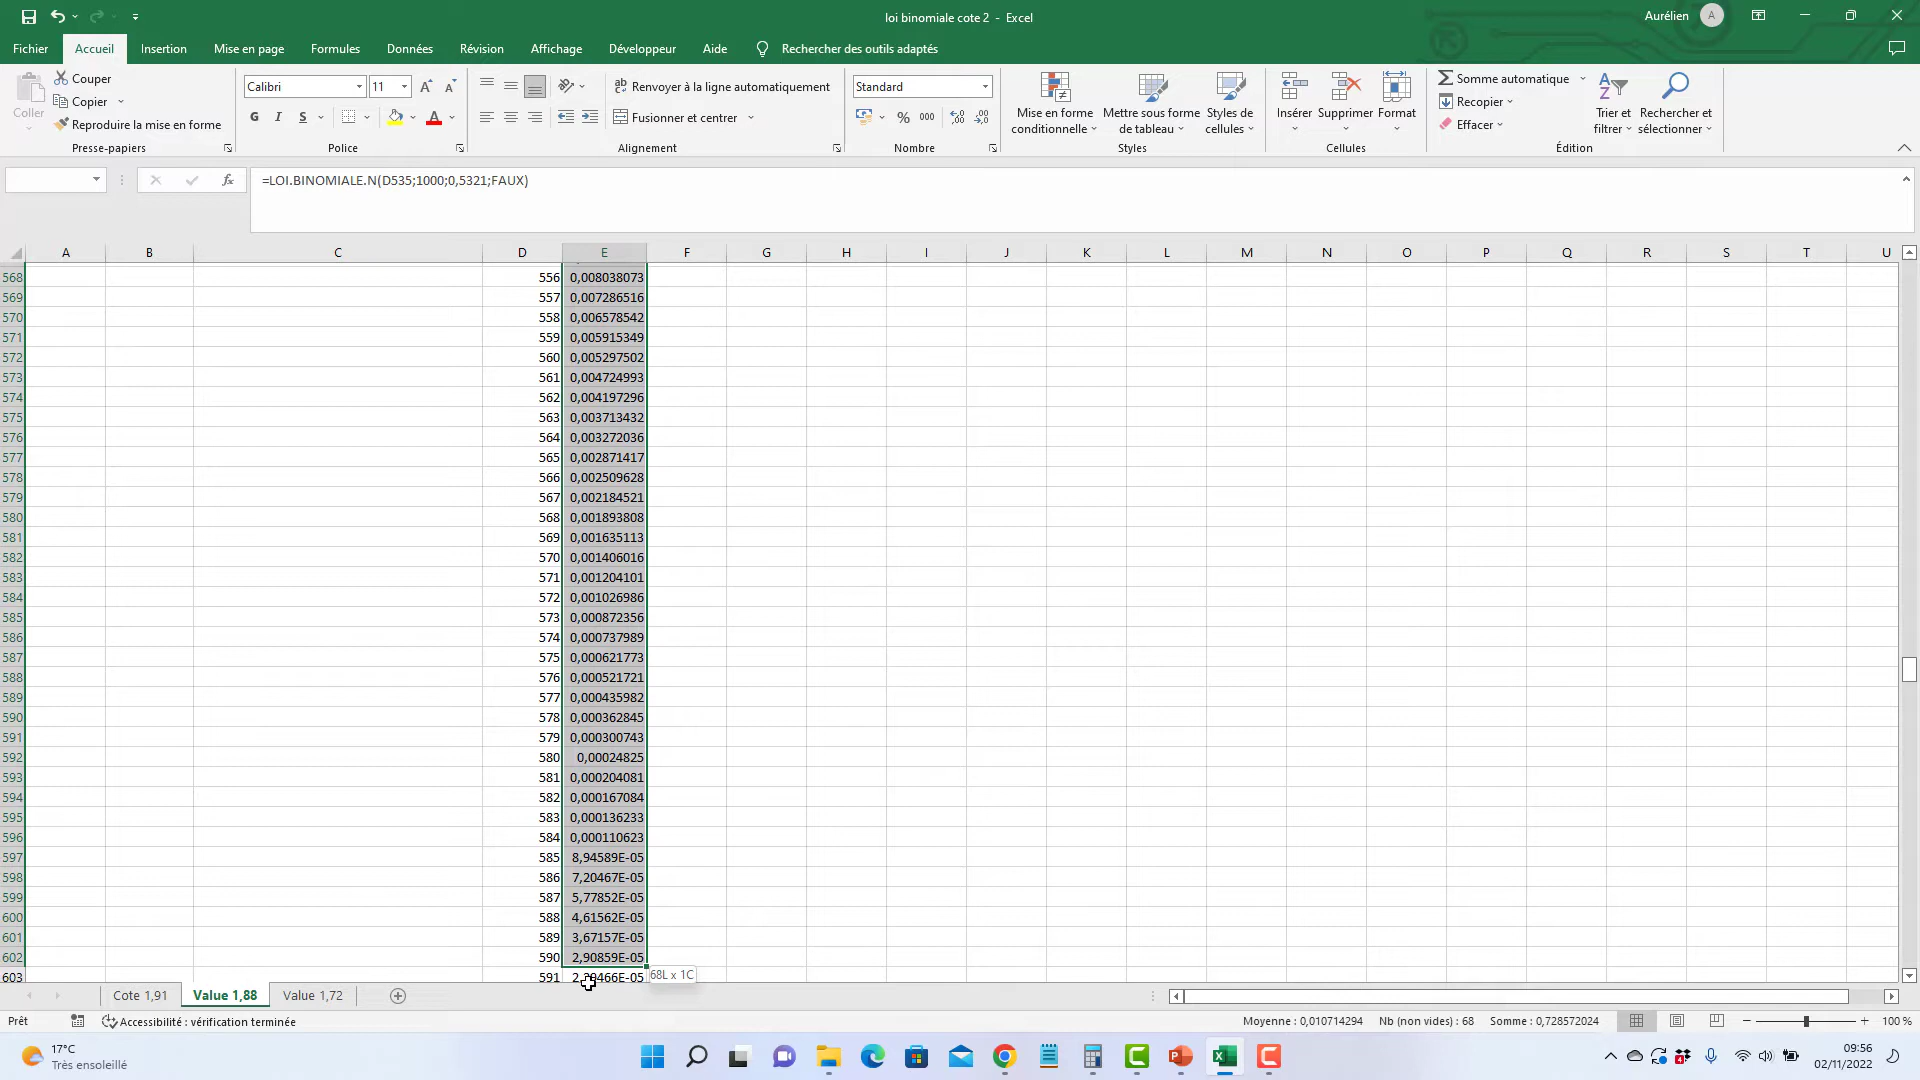 loi binomiale cote 2 - Excel
Aurélien
A
Fichier Accueil Insertion Mise en page Formules Données Révision Affichage Développeur Aide Rechercher des outils adaptés
Coller
Couper
Copier
Reproduire la mise en forme
Presse-papiers
Calibri 11
G I S
Police
Renvoyer à la ligne automatiquement
Fusionner et centrer
Alignement
Standard
% 000
Nombre
Mise en forme conditionnelle
Mettre sous forme de tableau
Styles de cellules
Styles
Insérer Supprimer Format
Cellules
Somme automatique
Recopier
Effacer
Trier et filtrer
Rechercher et sélectionner
Édition
fx =LOI.BINOMIALE.N(D535;1000;0,5321;FAUX)
A B C D E F G H I J K L M N O P Q R S T U
568 556 0,008038073
569 557 0,007286516
570 558 0,006578542
571 559 0,005915349
572 560 0,005297502
573 561 0,004724993
574 562 0,004197296
575 563 0,003713432
576 564 0,003272036
577 565 0,002871417
578 566 0,002509628
579 567 0,002184521
580 568 0,001893808
581 569 0,001635113
582 570 0,001406016
583 571 0,001204101
584 572 0,001026986
585 573 0,000872356
586 574 0,000737989
587 575 0,000621773
588 576 0,000521721
589 577 0,000435982
590 578 0,000362845
591 579 0,000300743
592 580 0,00024825
593 581 0,000204081
594 582 0,000167084
595 583 0,000136233
596 584 0,000110623
597 585 8,94589E-05
598 586 7,20467E-05
599 587 5,77852E-05
600 588 4,61562E-05
601 589 3,67157E-05
602 590 2,90859E-05
68L x 1C
603 591
Cote 1,91 Value 1,88 Value 1,72
Prêt Accessibilité : vérification terminée Moyenne : 0,010714294 Nb (non vides) : 68 Somme : 0,728572024 100 %
17°C
Très ensoleillé
09:56
02/11/2022